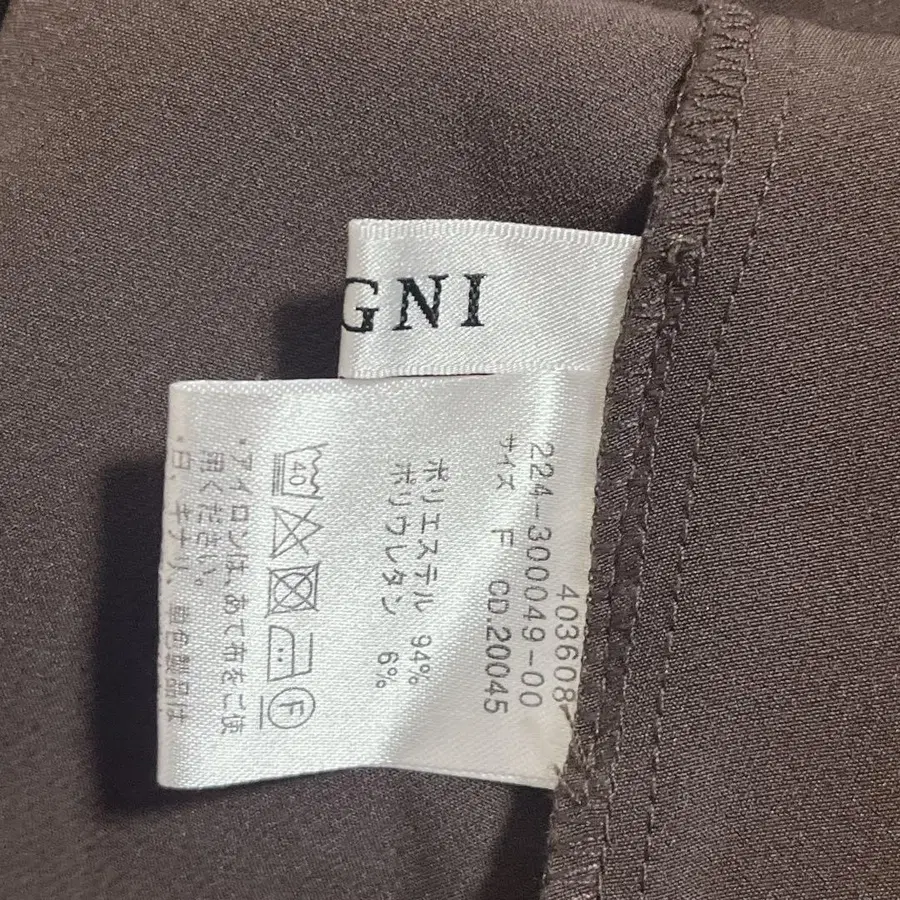 GNI
403608
224-300049-00
サイズ F CD.20045
ポリエステル 94%
ポリウレタン 6%
40
F
・アイロンは、あて布をご使
用ください。